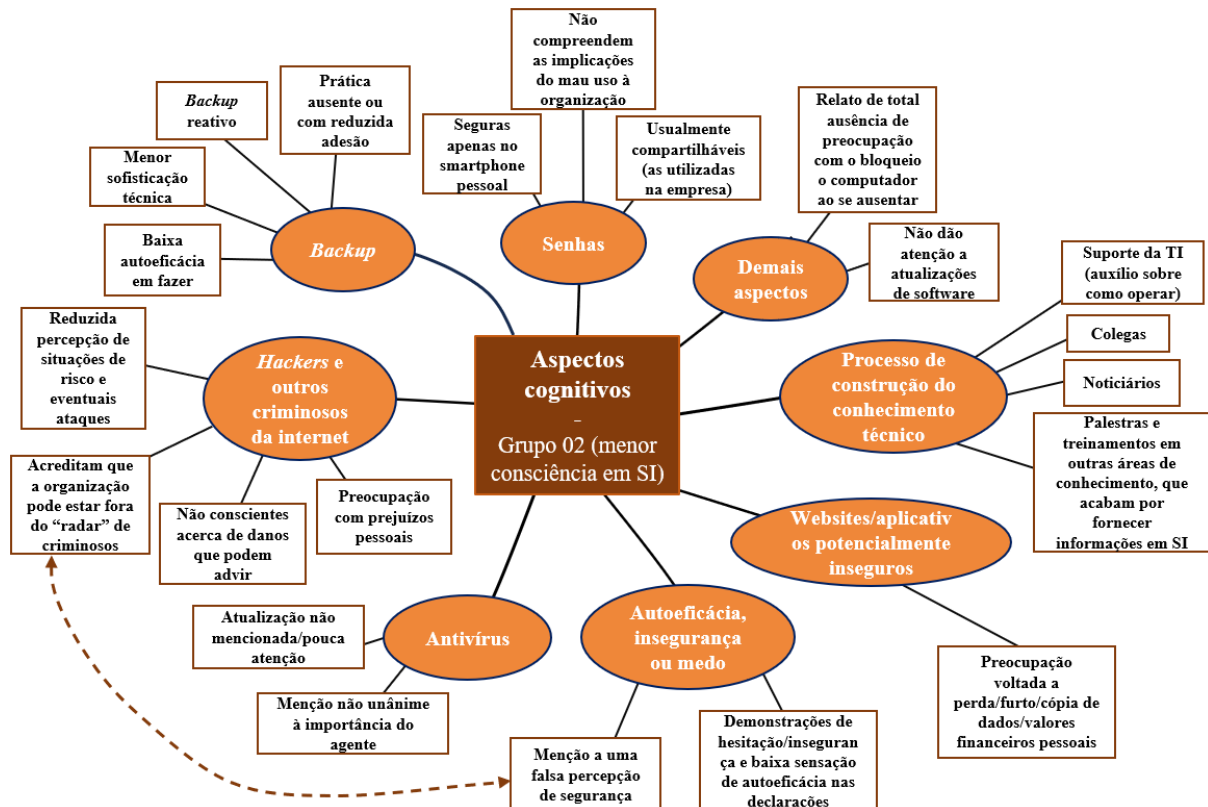 Não
compreendem
as implicações
do mau uso à
organização
Prática
ausente ou
com reduzida
adesão
Backup
reativo
Relato de total
ausência de
preocupação
com o bloqueio
o computador
ao se ausentar
Seguras
apenas no
smartphone
pessoal
Usualmente
compartilháveis
(as utilizadas
na empresa)
Menor
sofisticação
técnica
Baixa
autoeficácia
em fazer
Backup
Senhas
Demais
aspectos
Não dão
atenção a
atualizações
de software
Suporte da TI
(auxílio sobre
como operar)
Colegas
Noticiários
Palestras e
treinamentos em
outras áreas de
conhecimento, que
acabam por
fornecer
informações em SI
Processo de
construção do
conhecimento
técnico
Aspectos
cognitivos
-
Grupo 02 (menor
consciência em SI)
Hackers e
outros
criminosos
da internet
Reduzida
percepção de
situações de
risco e
eventuais
ataques
Acreditam que
a organização
pode estar fora
do “radar” de
criminosos
Não conscientes
acerca de danos
que podem
advir
Preocupação
com prejuízos
pessoais
Websites/aplicativ
os potencialmente
inseguros
Preocupação
voltada a
perda/furto/cópia de
dados/valores
financeiros pessoais
Antivírus
Atualização não
mencionada/pouca
atenção
Menção não unânime
à importância do
agente
Autoeficácia,
insegurança
ou medo
Menção a uma
falsa percepção
de segurança
Demonstrações de
hesitação/inseguran
ça e baixa sensação
de autoeficácia nas
declarações